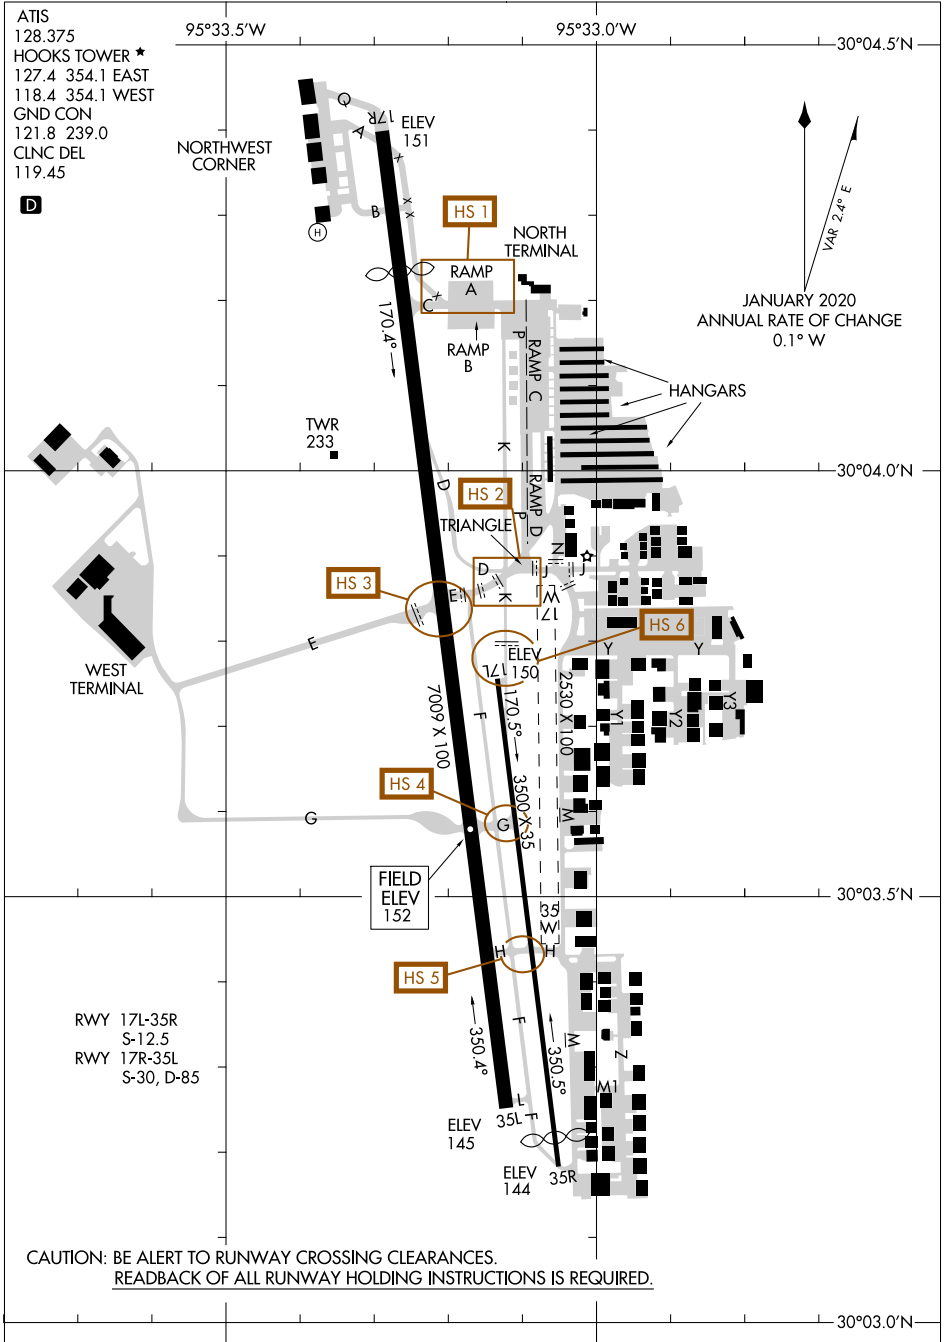 ATIS
128.375
HOOKS TOWER ★
127.4 354.1 EAST
118.4 354.1 WEST
GND CON
121.8 239.0
CLNC DEL
119.45
D
95°33.5'W
95°33.0'W
30°04.5'N
NORTHWEST
CORNER
Q
A
17R
ELEV
151
X
B
X
X
H
HS 1
NORTH
TERMINAL
VAR 2.4° E
JANUARY 2020
ANNUAL RATE OF CHANGE
0.1° W
RAMP
A
X
C
RAMP
B
170.4°
P
RAMP C
HANGARS
TWR
233
K
30°04.0'N
D
HS 2
P
RAMP D
TRIANGLE
N
D
J
J
HS 3
E
K
17
W
HS 6
E
WEST
TERMINAL
ELEV
150
17L
Y
Y
7009 X 100
F
170.5°
2530 X 100
Y1
Y2
Y3
HS 4
3500 X 35
G
G
M
FIELD
ELEV
152
35
W
30°03.5'N
H
H
HS 5
RWY 17L-35R
S-12.5
RWY 17R-35L
S-30, D-85
350.4°
F
350.5°
M
Z
M1
L
F
35L
ELEV
145
ELEV
144
35R
CAUTION: BE ALERT TO RUNWAY CROSSING CLEARANCES.
READBACK OF ALL RUNWAY HOLDING INSTRUCTIONS IS REQUIRED.
30°03.0'N